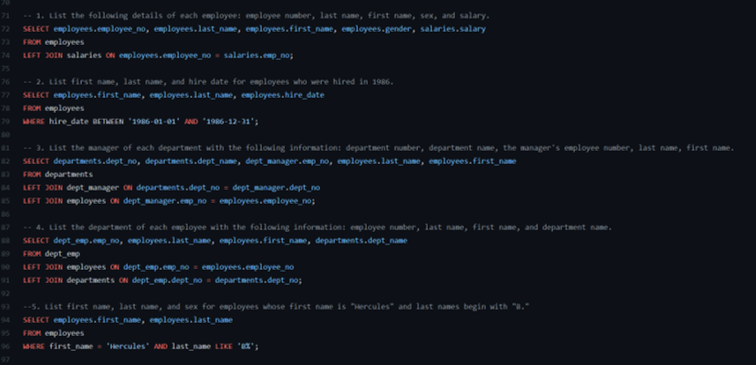 70
71 -- 1. List the following details of each employee: employee number, last name, first name, sex, and salary.
72 SELECT employees.employee_no, employees.last_name, employees.first_name, employees.gender, salaries.salary
73 FROM employees
74 LEFT JOIN salaries ON employees.employee_no = salaries.emp_no;
75
76 -- 2. List first name, last name, and hire date for employees who were hired in 1986.
77 SELECT employees.first_name, employees.last_name, employees.hire_date
78 FROM employees
79 WHERE hire_date BETWEEN '1986-01-01' AND '1986-12-31';
80
81 -- 3. List the manager of each department with the following information: department number, department name, the manager's employee number, last name, first name.
82 SELECT departments.dept_no, departments.dept_name, dept_manager.emp_no, employees.last_name, employees.first_name
83 FROM departments
84 LEFT JOIN dept_manager ON departments.dept_no = dept_manager.dept_no
85 LEFT JOIN employees ON dept_manager.emp_no = employees.employee_no;
86
87 -- 4. List the department of each employee with the following information: employee number, last name, first name, and department name.
88 SELECT dept_emp.emp_no, employees.last_name, employees.first_name, departments.dept_name
89 FROM dept_emp
90 LEFT JOIN employees ON dept_emp.emp_no = employees.employee_no
91 LEFT JOIN departments ON dept_emp.dept_no = departments.dept_no;
92
93 --5. List first name, last name, and sex for employees whose first name is "Hercules" and last names begin with "B."
94 SELECT employees.first_name, employees.last_name
95 FROM employees
96 WHERE first_name = 'Hercules' AND last_name LIKE 'B%';
97